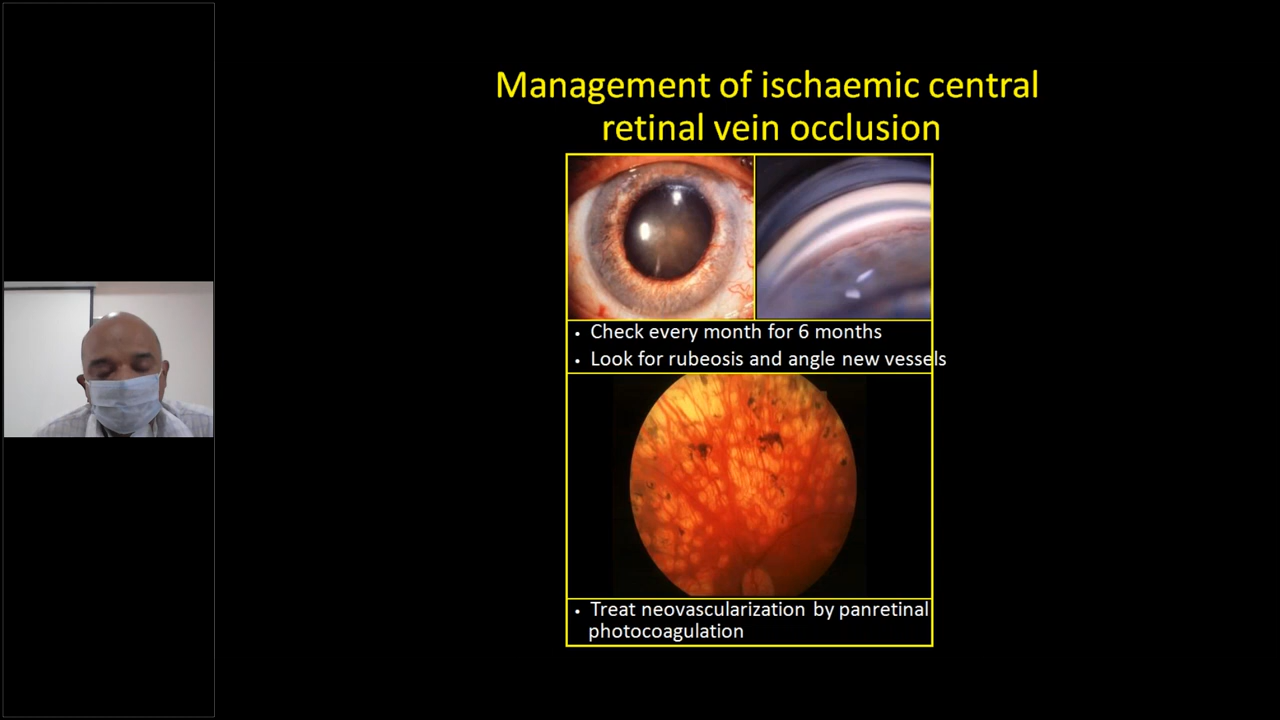 Management of ischaemic central
retinal vein occlusion
• Check every month for 6 months
• Look for rubeosis and angle new vessels
• Treat neovascularization by panretinal
photocoagulation